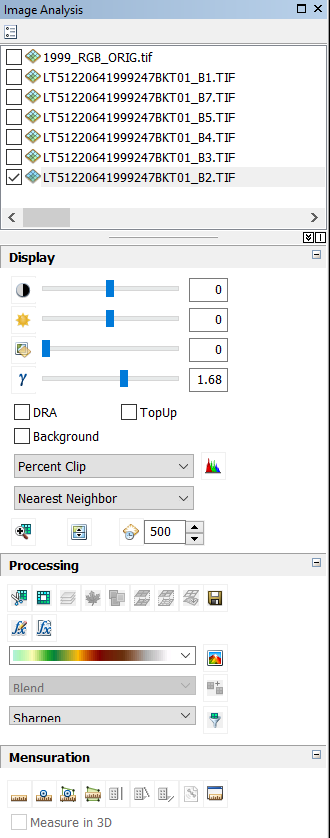 Image Analysis
1999_RGB_ORIG.tif
LT51220641999247BKT01_B1.TIF
LT51220641999247BKT01_B7.TIF
LT51220641999247BKT01_B5.TIF
LT51220641999247BKT01_B4.TIF
LT51220641999247BKT01_B3.TIF
LT51220641999247BKT01_B2.TIF
Display
0
0
0
γ 1.68
DRA TopUp
Background
Percent Clip
Nearest Neighbor
500
Processing
Blend
Sharpen
Mensuration
Measure in 3D